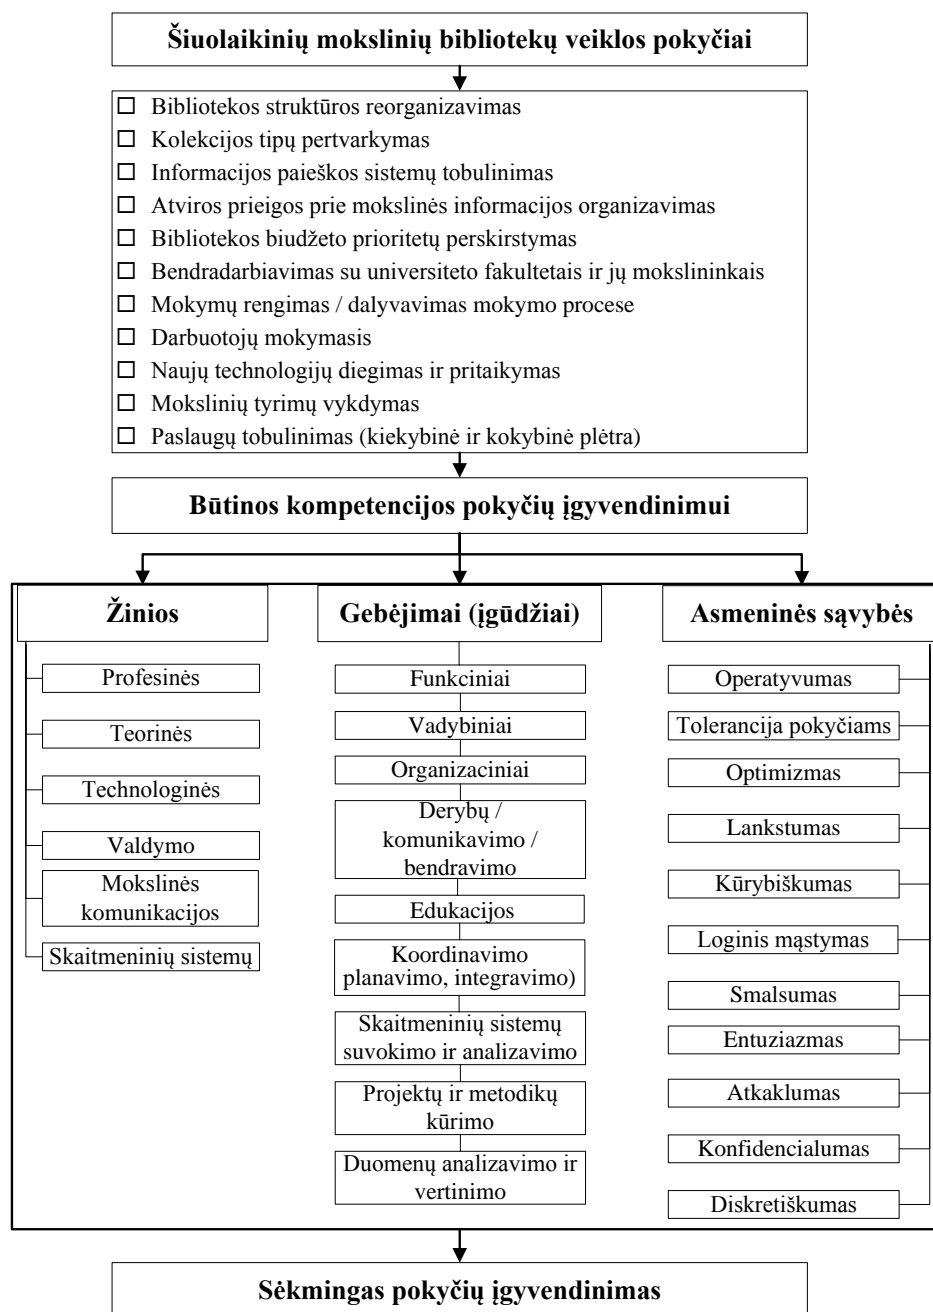 Šiuolaikinių mokslinių bibliotekų veiklos pokyčiai
Bibliotekos struktūros reorganizavimas
Kolekcijos tipų pertvarkymas
Informacijos paieškos sistemų tobulinimas
Atviros prieigos prie mokslinės informacijos organizavimas
Bibliotekos biudžeto prioritetų perskirstymas
Bendradarbiavimas su universiteto fakultetais ir jų mokslininkais
Mokymų rengimas / dalyvavimas mokymo procese
Darbuotojų mokymasis
Naujų technologijų diegimas ir pritaikymas
Mokslinių tyrimų vykdymas
Paslaugų tobulinimas (kiekybinė ir kokybinė plėtra)
Būtinos kompetencijos pokyčių įgyvendinimui
Žinios
Profesinės
Teorinės
Technologinės
Valdymo
Mokslinės
komunikacijos
Skaitmeninių sistemų
Gebėjimai (įgūdžiai)
Funkciniai
Vadybiniai
Organizaciniai
Derybų /
komunikavimo /
bendravimo
Edukacijos
Koordinavimo
planavimo, integravimo)
Skaitmeninių sistemų
suvokimo ir analizavimo
Projektų ir metodikų
kūrimo
Duomenų analizavimo ir
vertinimo
Asmeninės sąvybės
Operatyvumas
Tolerancija pokyčiams
Optimizmas
Lankstumas
Kūrybiškumas
Loginis mąstymas
Smalsumas
Entuziazmas
Atkaklumas
Konfidencialumas
Diskretiškumas
Sėkmingas pokyčių įgyvendinimas